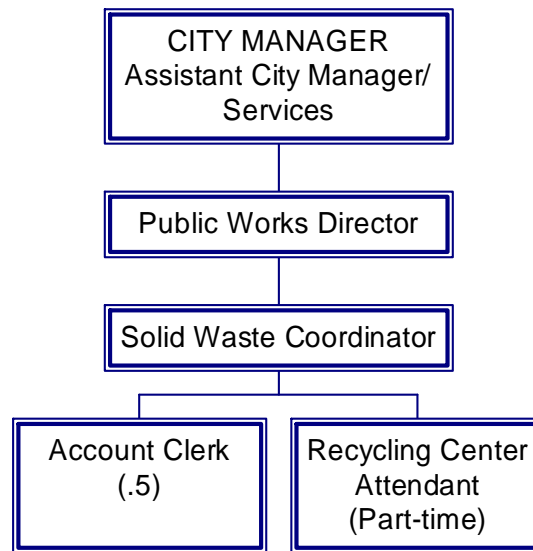 CITY MANAGER
Assistant City Manager/
Services
Public Works Director
Solid Waste Coordinator
Account Clerk
(.5)
Recycling Center
Attendant
(Part-time)